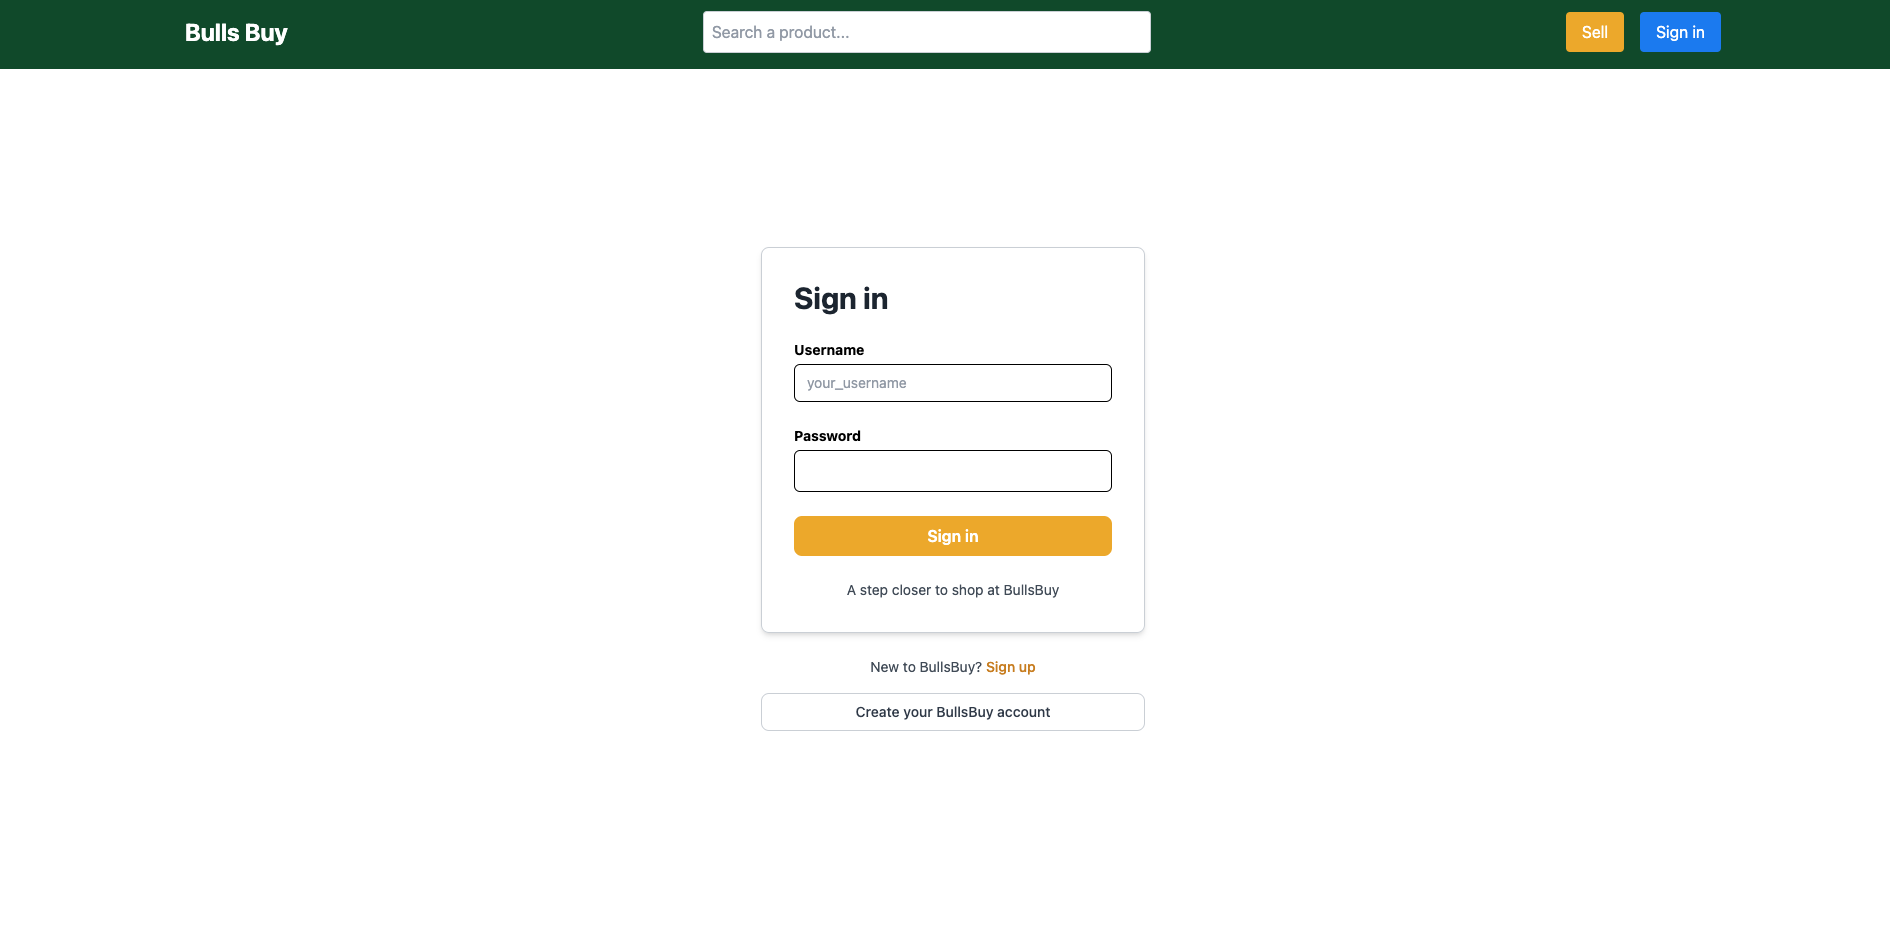 Bulls Buy
Search a product...
Sell
Sign in
Sign in
Username
your_username
Password
Sign in
A step closer to shop at BullsBuy
New to BullsBuy? Sign up
Create your BullsBuy account